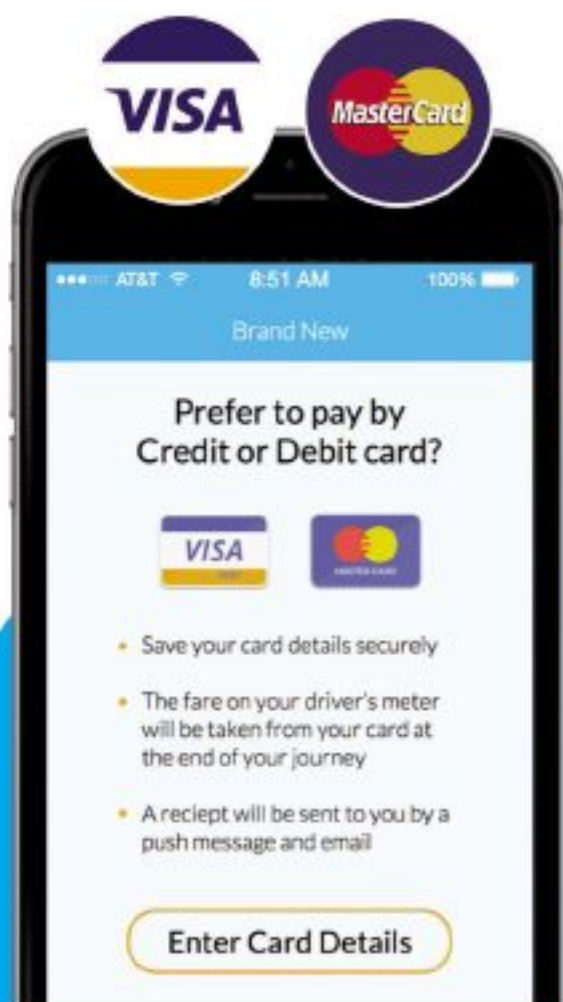 VISA
MasterCard
AT&T 8:51 AM 100%
Brand New
Prefer to pay by
Credit or Debit card?
VISA
MASTER CARD
• Save your card details securely
• The fare on your driver's meter
will be taken from your card at
the end of your journey
• A reciept will be sent to you by a
push message and email
Enter Card Details